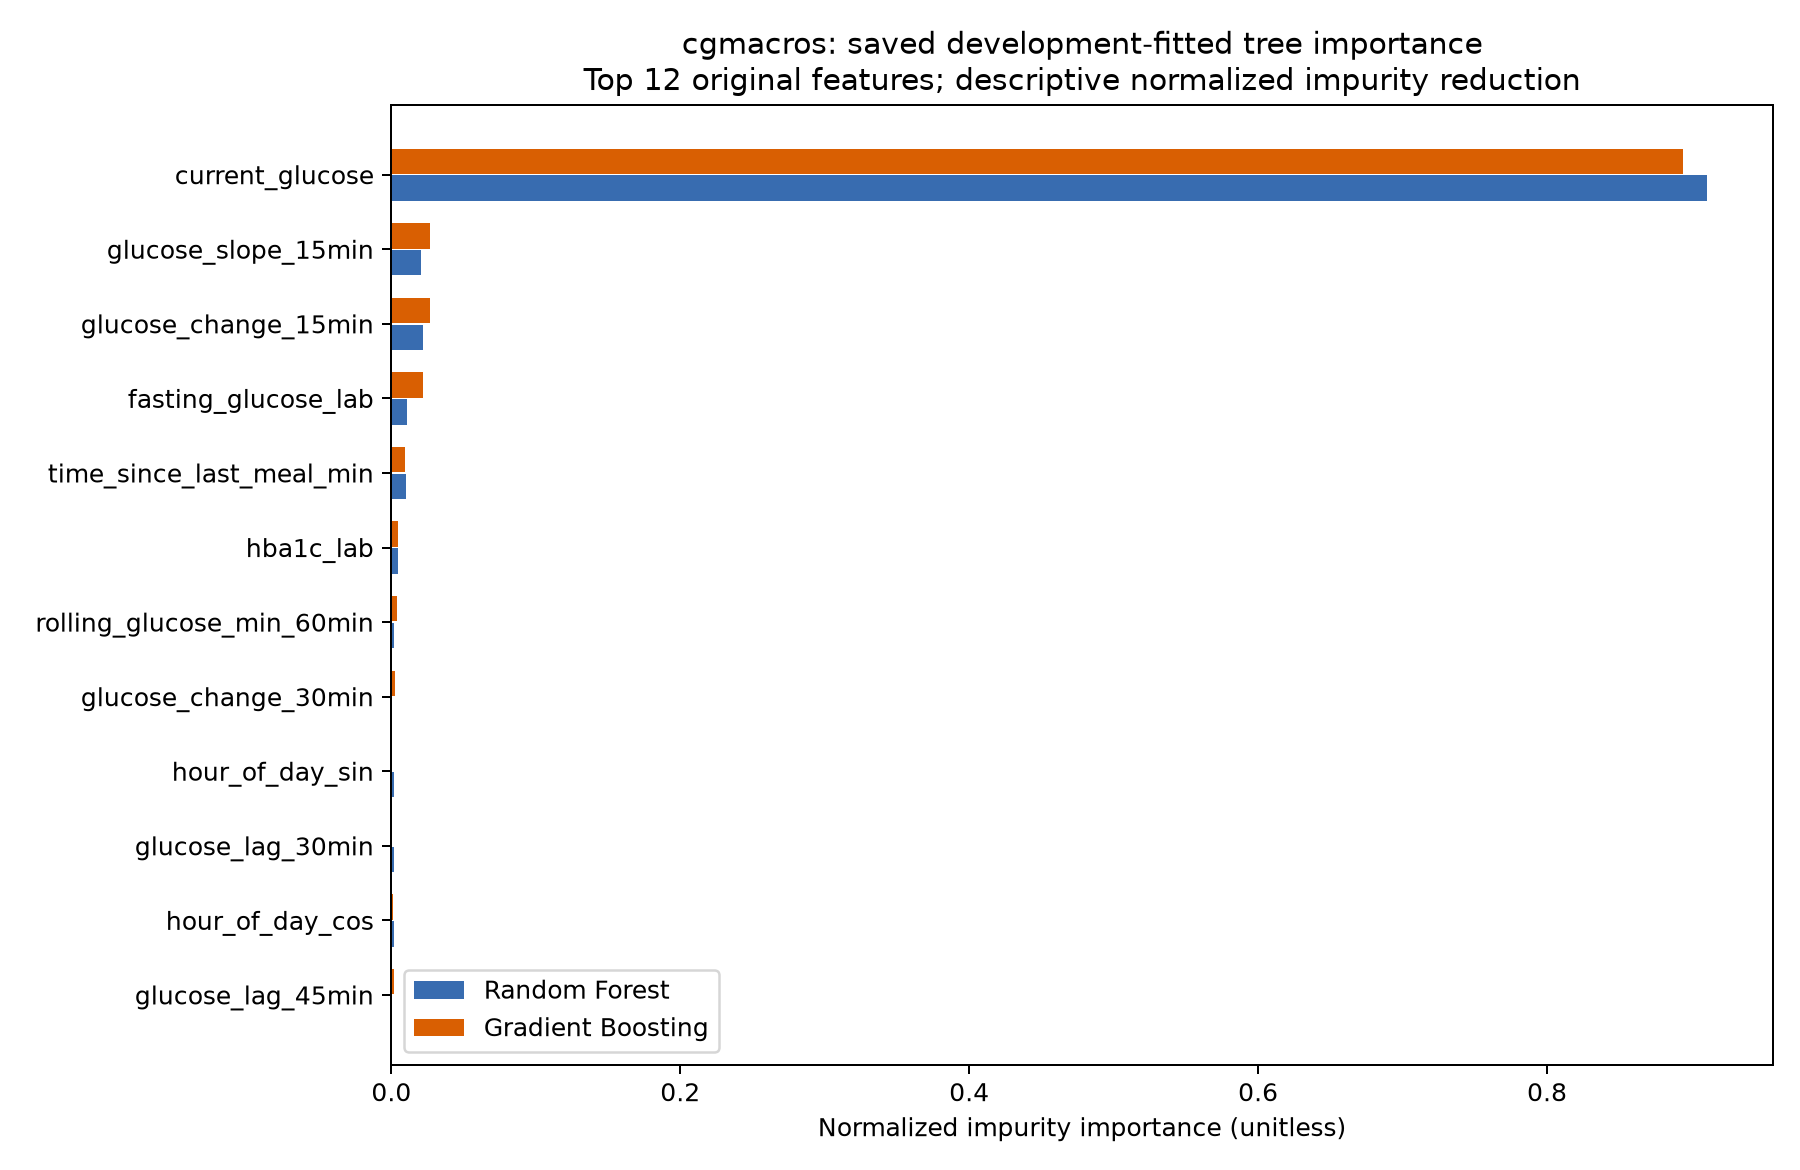 cgmacros: saved development-fitted tree importance
Top 12 original features; descriptive normalized impurity reduction
current_glucose
glucose_slope_15min
glucose_change_15min
fasting_glucose_lab
time_since_last_meal_min
hba1c_lab
rolling_glucose_min_60min
glucose_change_30min
hour_of_day_sin
glucose_lag_30min
hour_of_day_cos
glucose_lag_45min
Random Forest
Gradient Boosting
0.0 0.2 0.4 0.6 0.8
Normalized impurity importance (unitless)